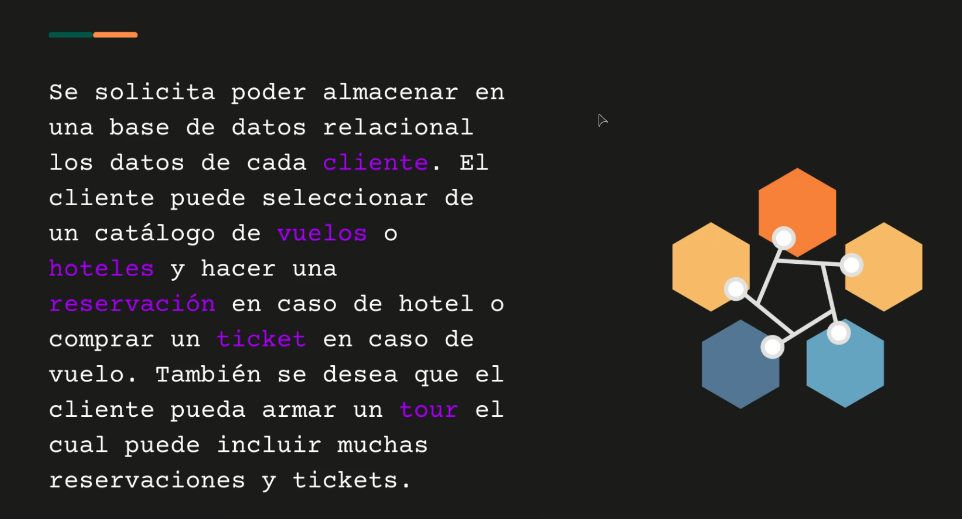 Se solicita poder almacenar en
una base de datos relacional
los datos de cada cliente. El
cliente puede seleccionar de
un catálogo de vuelos o
hoteles y hacer una
reservación en caso de hotel o
comprar un ticket en caso de
vuelo. También se desea que el
cliente pueda armar un tour el
cual puede incluir muchas
reservaciones y tickets.